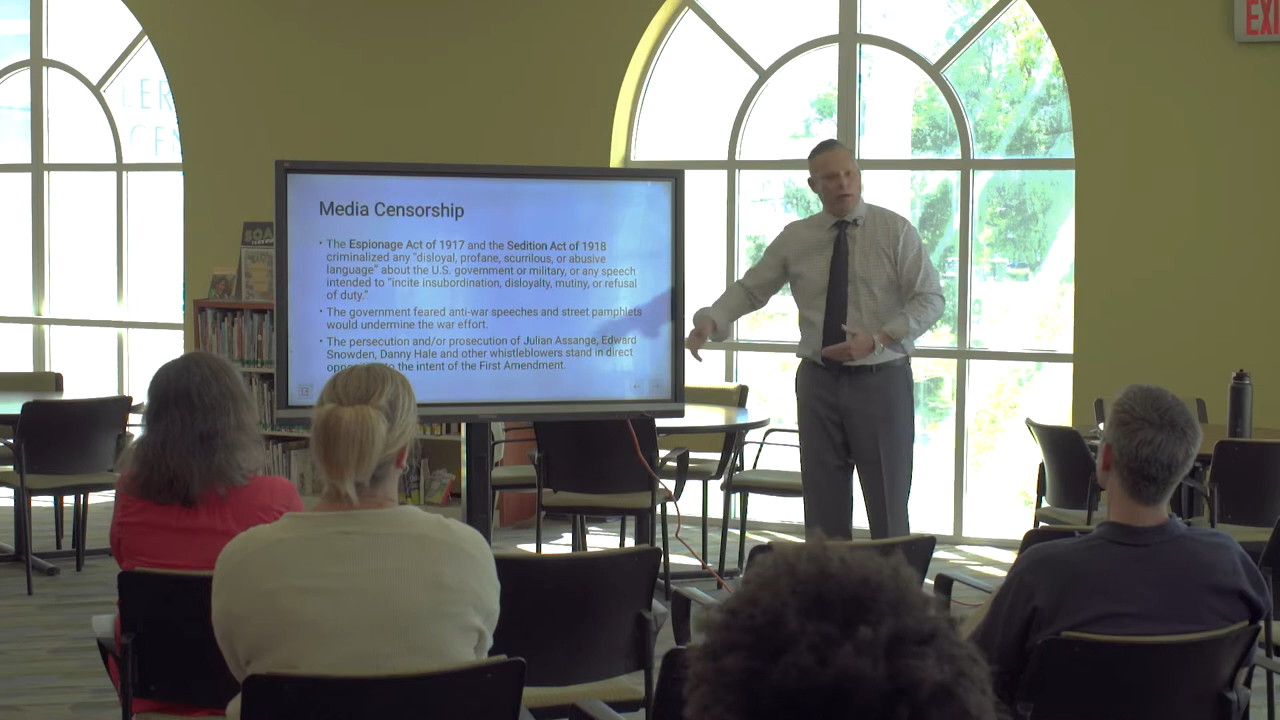 EXI
LER
CEN
Media Censorship
• The Espionage Act of 1917 and the Sedition Act of 1918
criminalized any "disloyal, profane, scurrilous, or abusive
language" about the U.S. government or military, or any speech
intended to "incite insubordination, disloyalty, mutiny, or refusal
of duty."
• The government feared anti-war speeches and street pamphlets
would undermine the war effort.
• The persecution and/or prosecution of Julian Assange, Edward
Snowden, Danny Hale and other whistleblowers stand in direct
to the intent of the First Amendment.